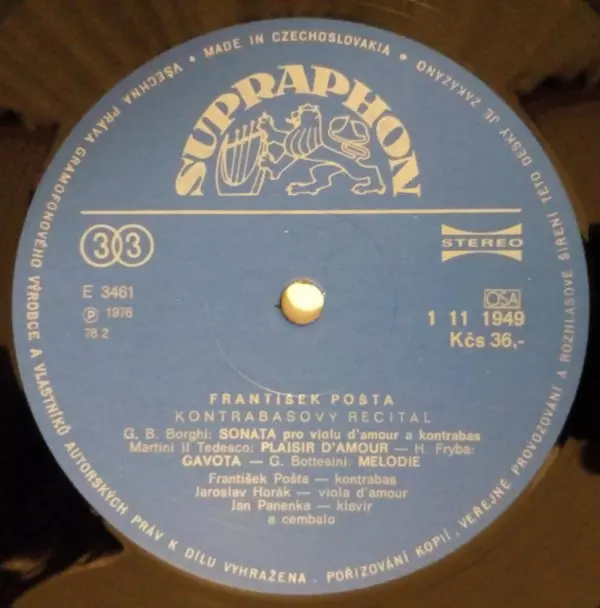 VŠECHNA PRÁVA GRAMOFONOVÉHO VÝROBCE A VLASTNÍKŮ AUTORSKÝCH PRÁV K DÍLU VYHRAŽENA. POŘIZOVÁNÍ KOPIÍ, VEŘEJNÉ PROVOZOVÁNÍ A ROZHLASOVÉ ŠÍŘENÍ TÉTO DESKY JE ZAKÁZÁNO
• MADE IN CZECHOSLOVAKIA •
SUPRAPHON
33
STEREO
E 3461
Ⓟ 1976
76 2
OSA
1 11 1949
Kčs 36,-
FRANTIŠEK POŠTA
KONTRABASOVÝ RECITAL
G. B. Borghi: SONATA pro violu d'amour a kontrabas
Martini Il Tedesco: PLAISIR D'AMOUR — H. Fryba:
GAVOTA — G. Bottesini: MELODIE
František Pošta — kontrabas
Jaroslav Horák — viola d'amour
Jan Panenka — klavír
a cembalo